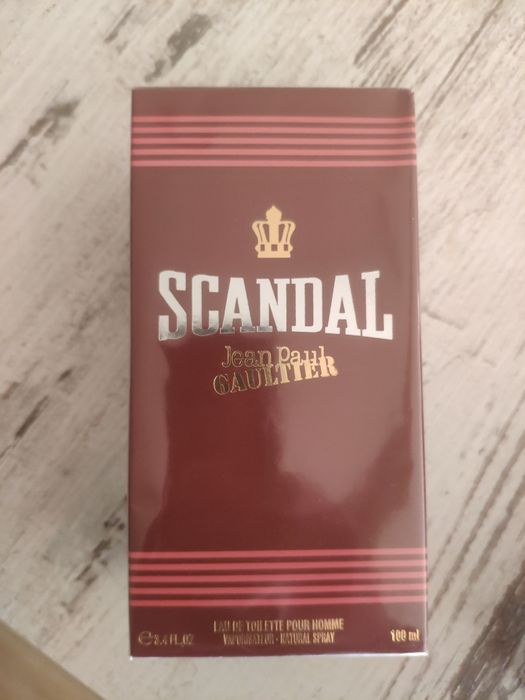 SCANDAL
Jean Paul
GAULTIER
EAU DE TOILETTE POUR HOMME
VAPORISATEUR - NATURAL SPRAY
℮ 3.4 FL.OZ 100 ml